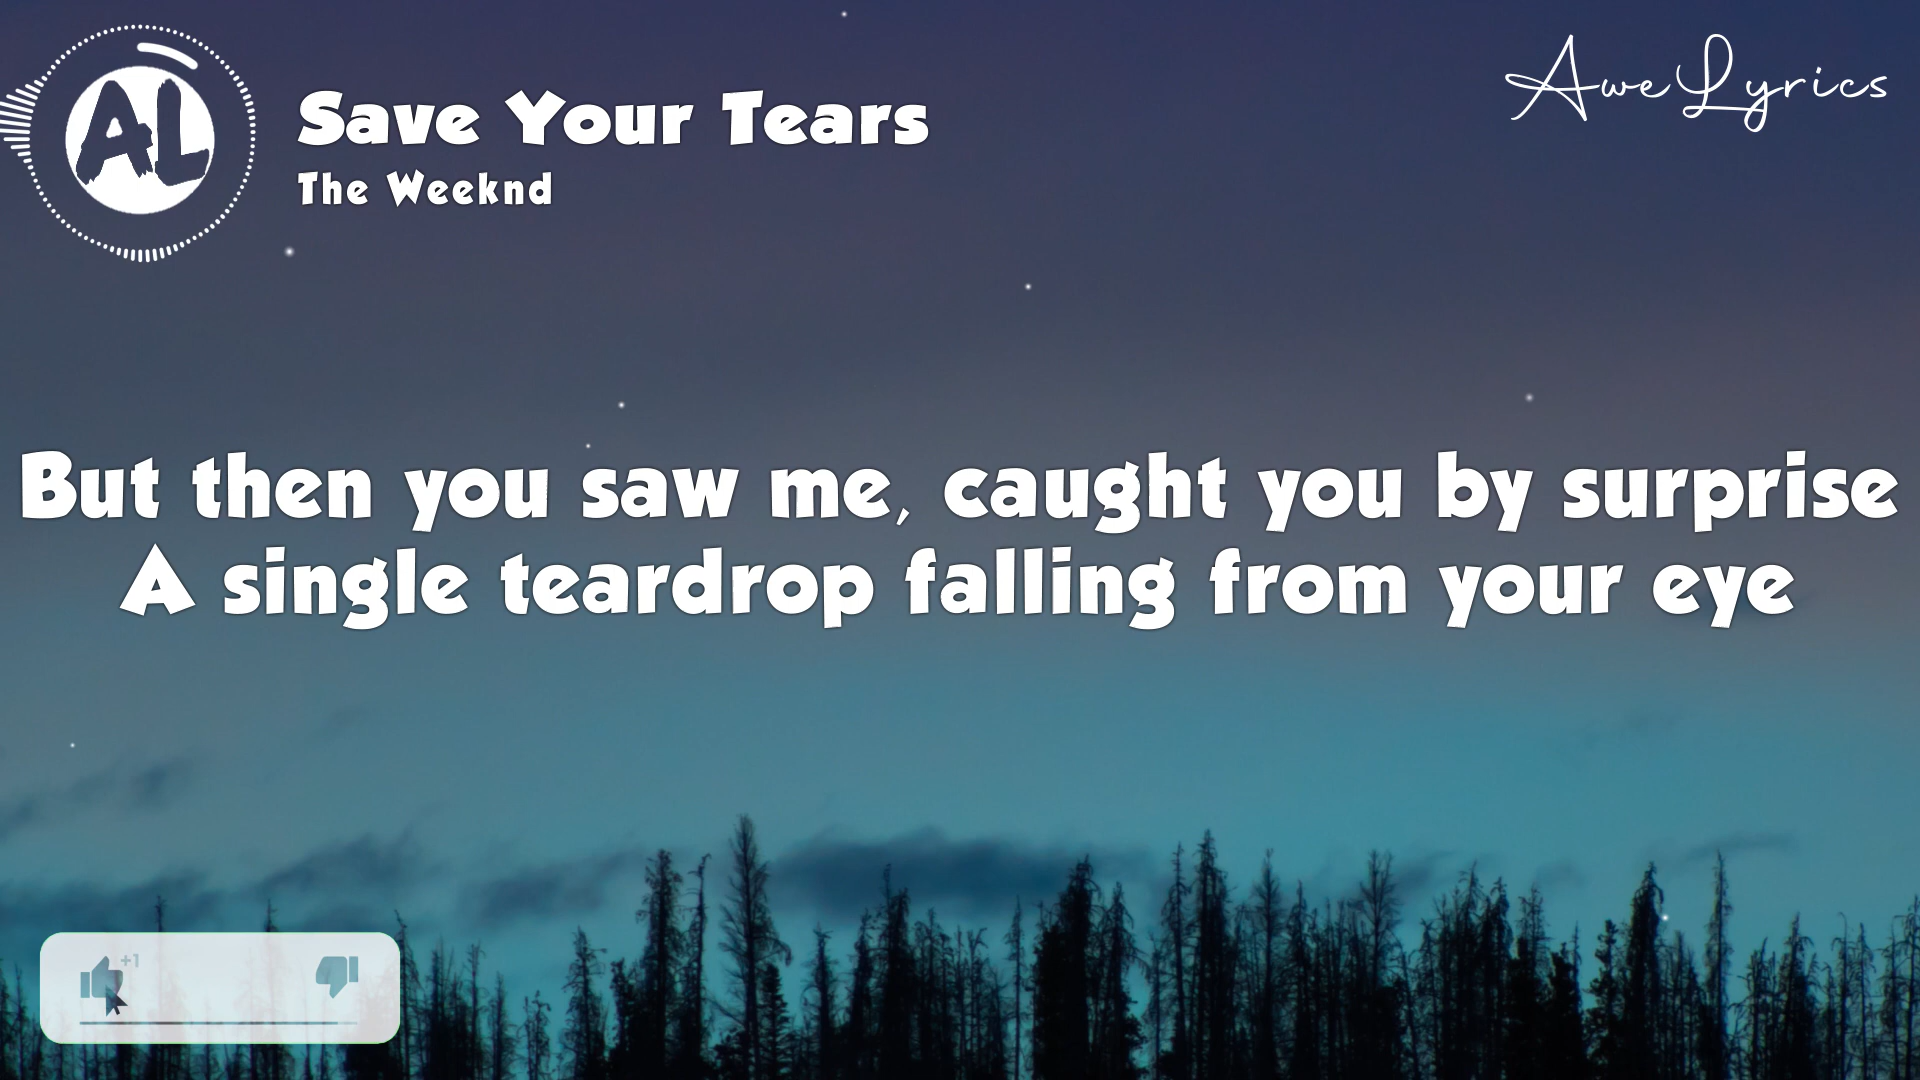 AL
Save Your Tears
The Weeknd
AweLyrics
But then you saw me, caught you by surprise
A single teardrop falling from your eye
+1